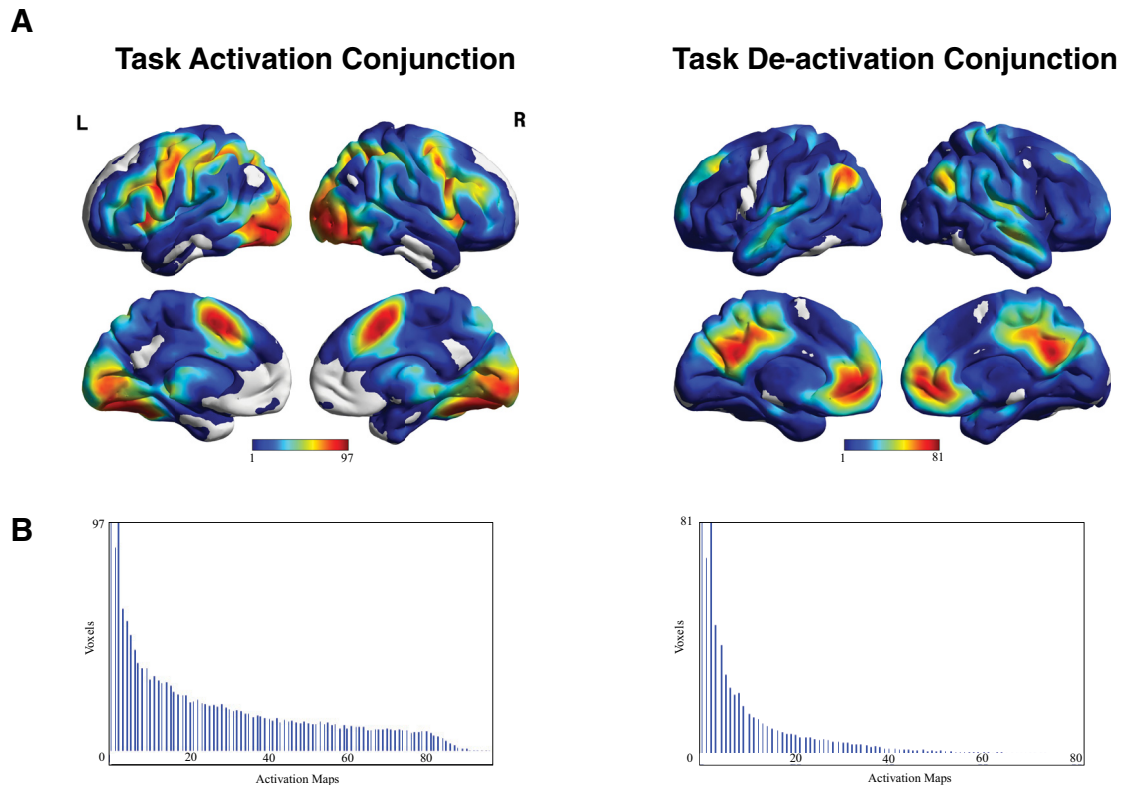 A
Task Activation Conjunction
Task De-activation Conjunction
L
R
1
97
1
81
B
97
Voxels
0
20
40
60
80
Activation Maps
81
Voxels
0
20
40
60
80
Activation Maps